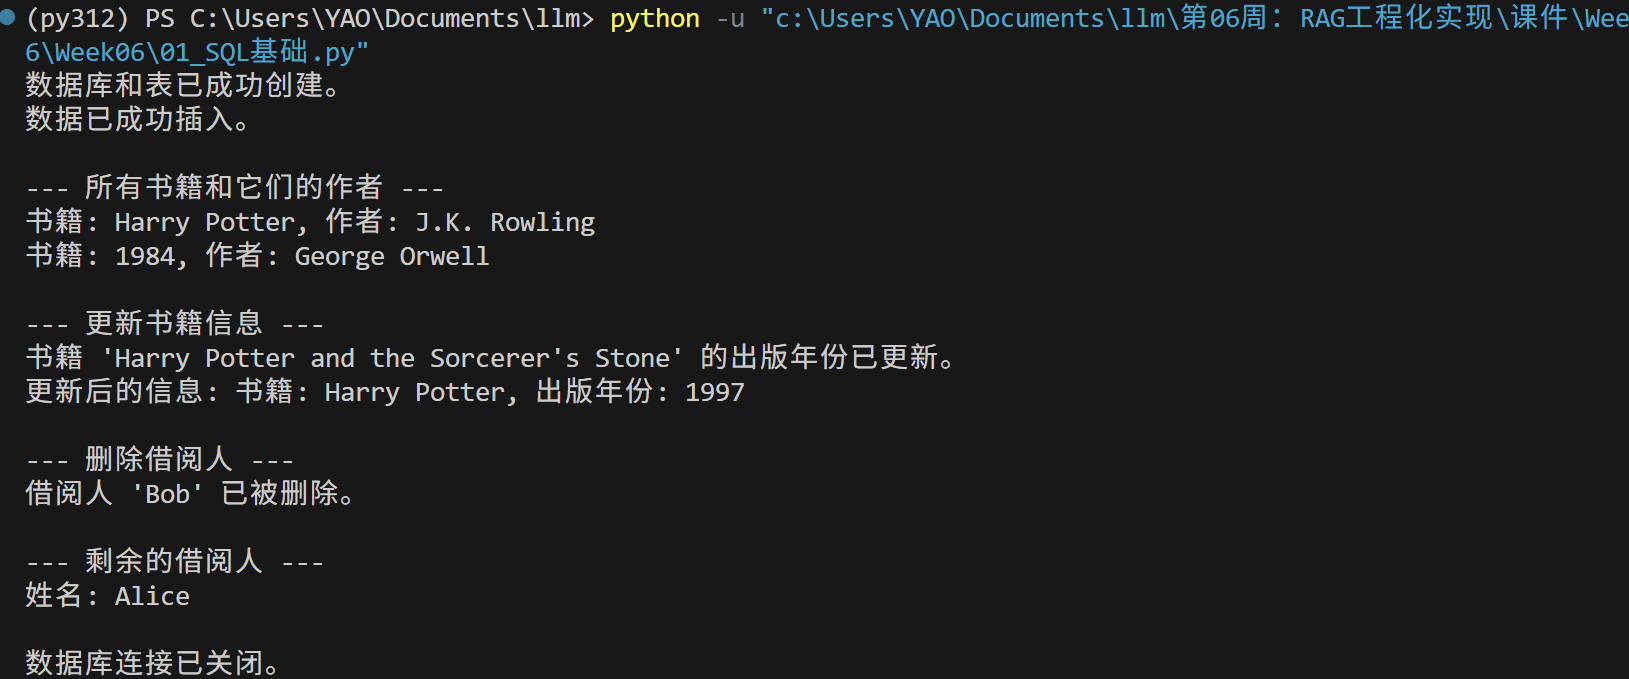 (py312) PS C:\Users\YAO\Documents\llm> python -u "c:\Users\YAO\Documents\llm\第06周：RAG工程化实现\课件\Wee
6\Week06\01_SQL基础.py"
数据库和表已成功创建。
数据已成功插入。
--- 所有书籍和它们的作者 ---
书籍: Harry Potter, 作者: J.K. Rowling
书籍: 1984, 作者: George Orwell
--- 更新书籍信息 ---
书籍 'Harry Potter and the Sorcerer's Stone' 的出版年份已更新。
更新后的信息: 书籍: Harry Potter, 出版年份: 1997
--- 删除借阅人 ---
借阅人 'Bob' 已被删除。
--- 剩余的借阅人 ---
姓名: Alice
数据库连接已关闭。